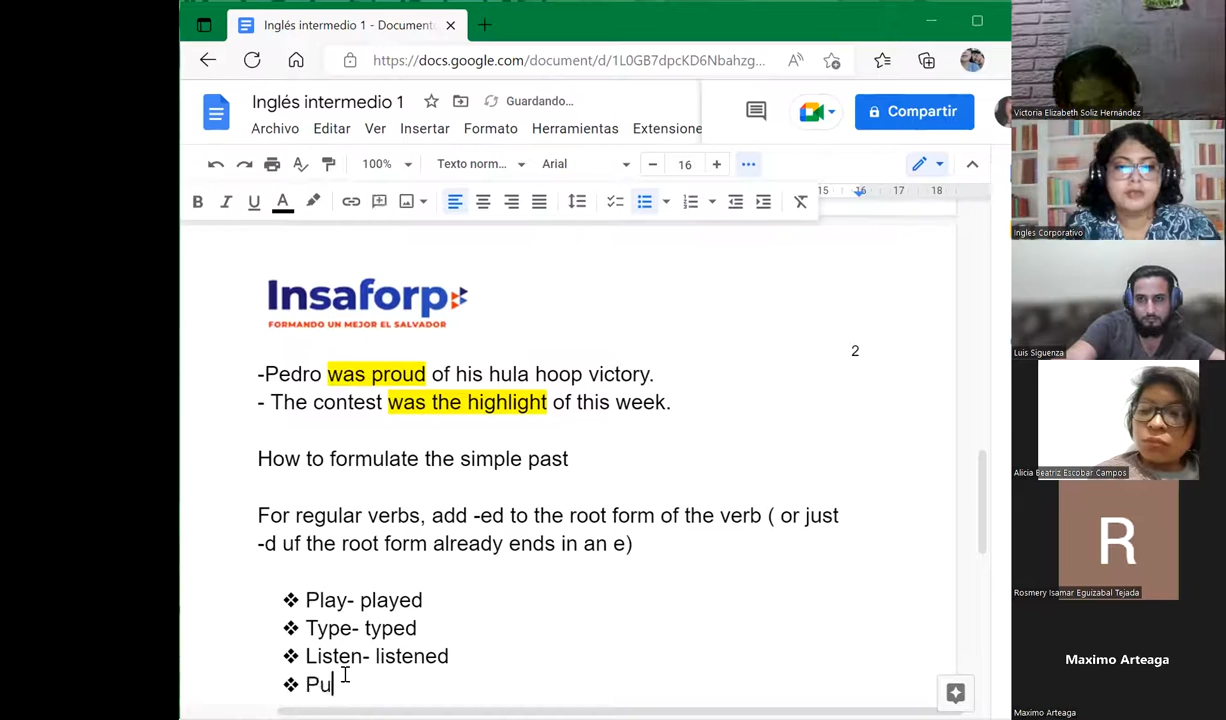 Inglés intermedio 1 - Documento
https://docs.google.com/document/d/1L0GB7dpcKD6Nbahzg...
Inglés intermedio 1
Guardando...
Compartir
Archivo Editar Ver Insertar Formato Herramientas Extensione
100% Texto norm... Arial 16
15 16 17 18
Insaforp
FORMANDO UN MEJOR EL SALVADOR
2
-Pedro was proud of his hula hoop victory.
- The contest was the highlight of this week.
How to formulate the simple past
For regular verbs, add -ed to the root form of the verb ( or just
-d uf the root form already ends in an e)
❖ Play- played
❖ Type- typed
❖ Listen- listened
❖ Pu
Victoria Elizabeth Soliz Hernández
Ingles Corporativo
Luis Siguenza
Alicia Beatriz Escobar Campos
R
Rosmery Isamar Eguizabal Tejada
Maximo Arteaga
Maximo Arteaga